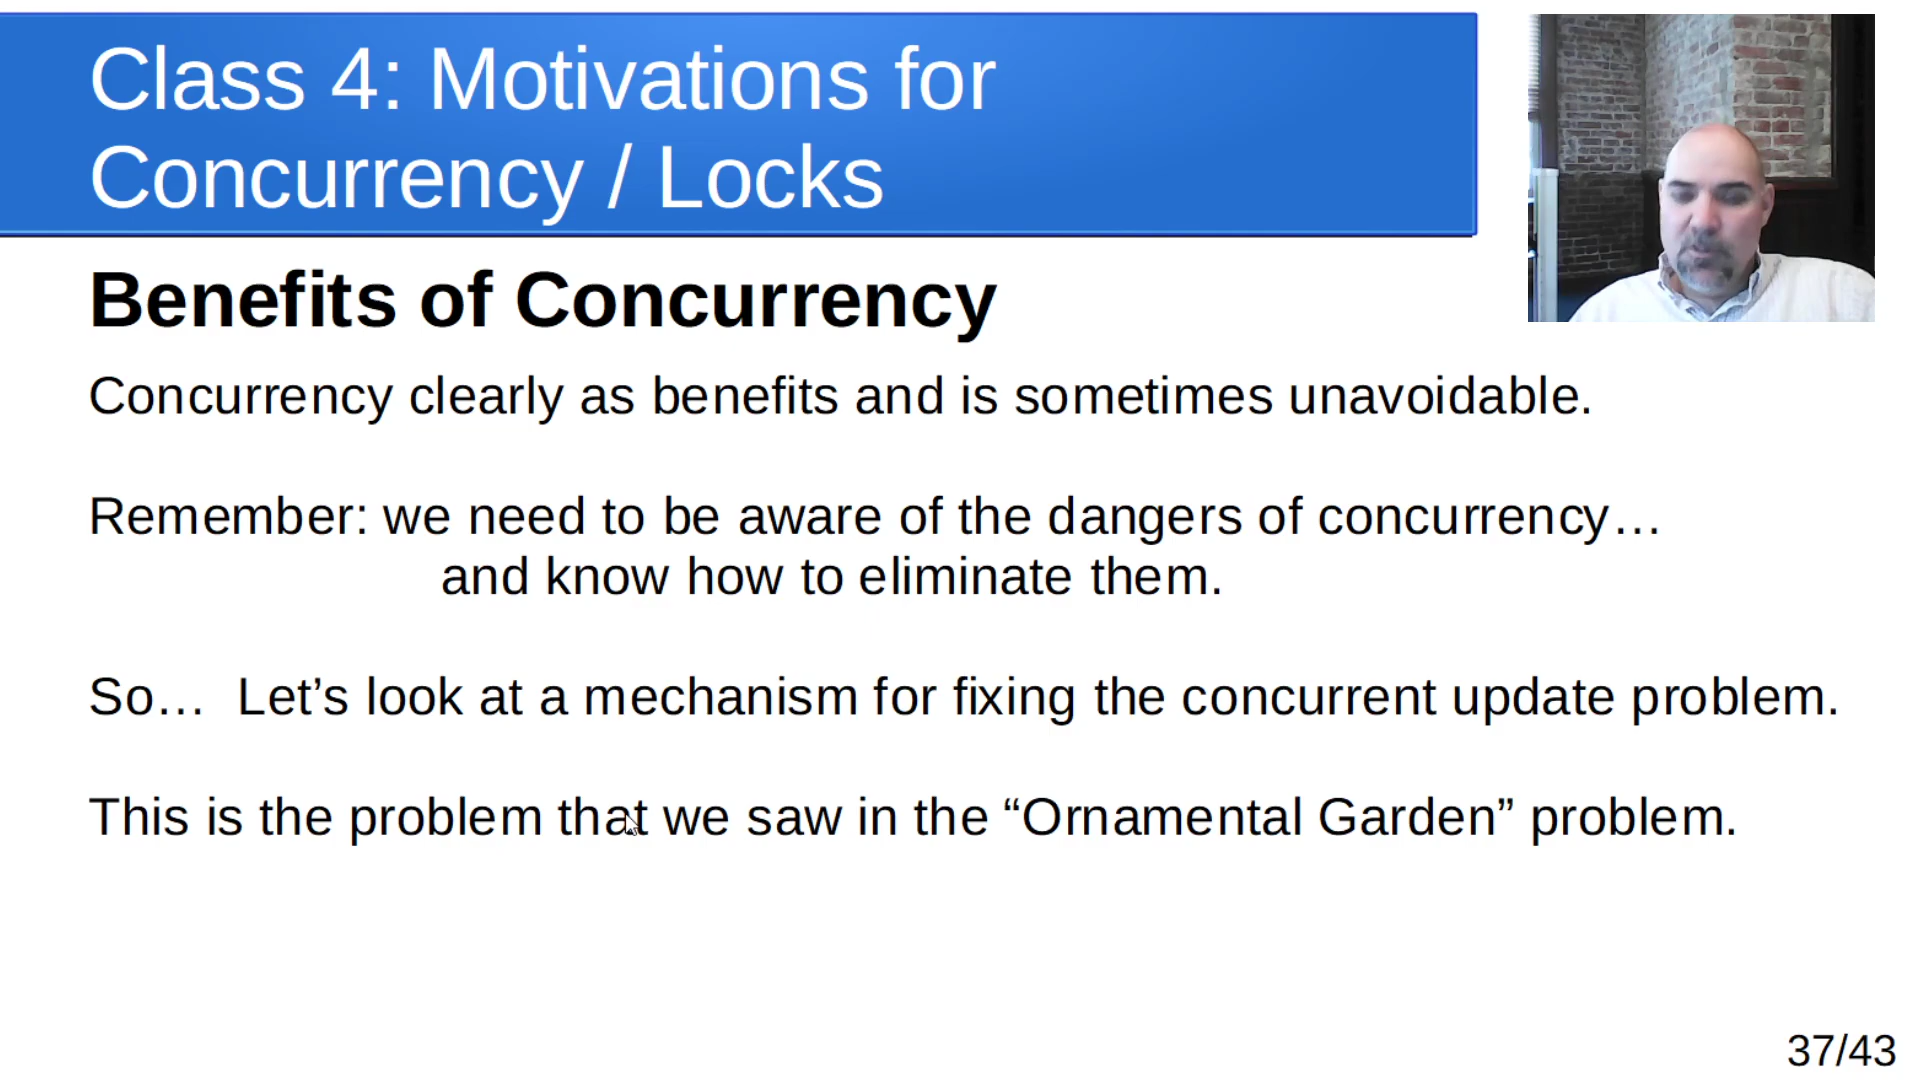 Class 4: Motivations for
Concurrency / Locks
Benefits of Concurrency
Concurrency clearly as benefits and is sometimes unavoidable.
Remember: we need to be aware of the dangers of concurrency…
and know how to eliminate them.
So… Let’s look at a mechanism for fixing the concurrent update problem.
This is the problem that we saw in the “Ornamental Garden” problem.
37/43